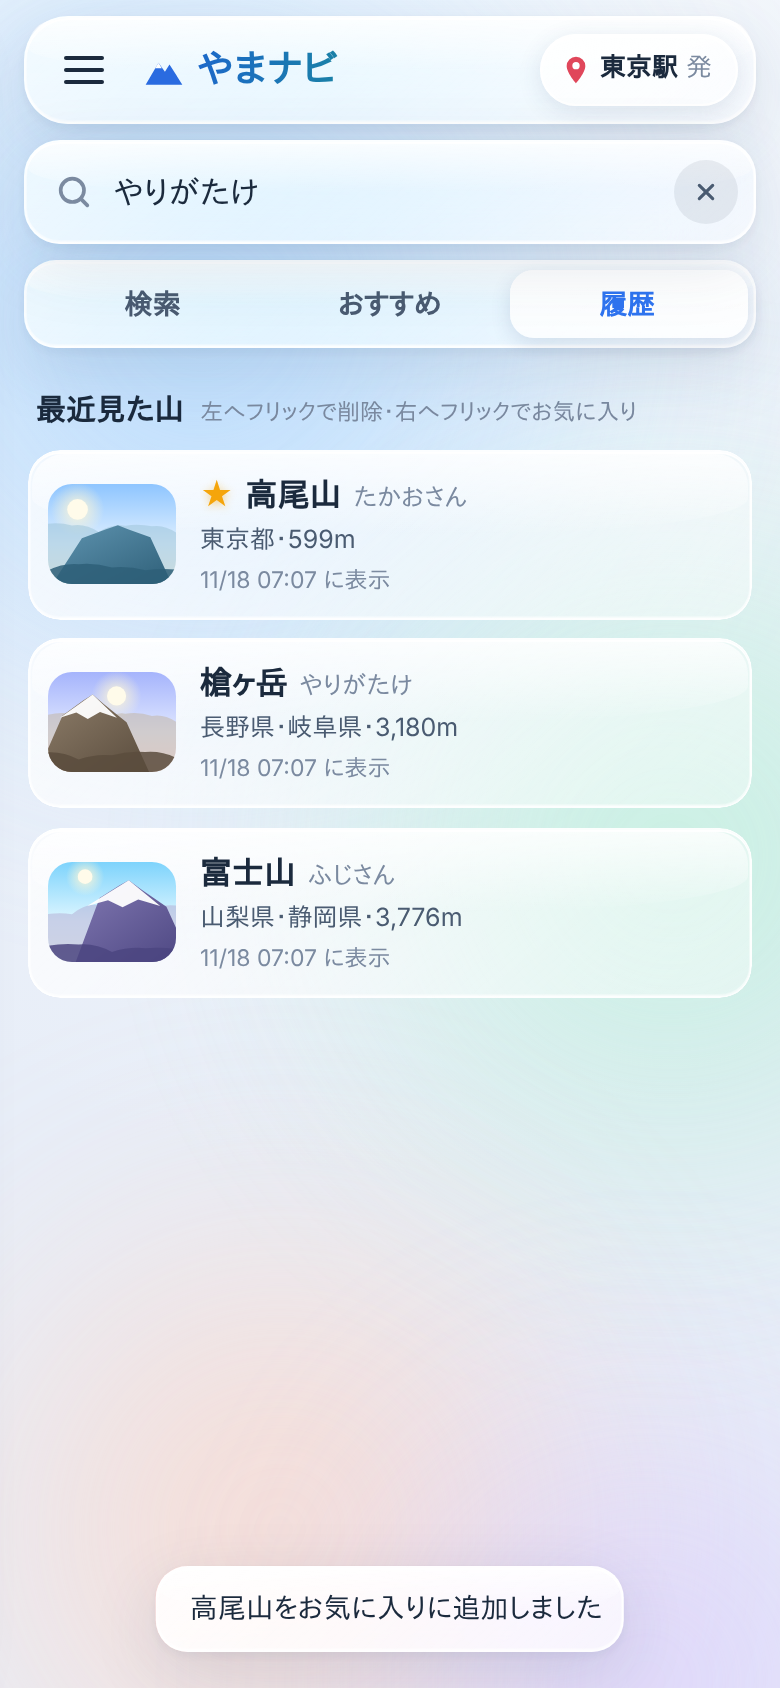 やまナビ
東京駅 発
やりがたけ
検索 おすすめ 履歴
最近見た山 左へフリックで削除·右へフリックでお気に入り
★ 高尾山 たかおさん
東京都·599m
11/18 07:07 に表示
槍ヶ岳 やりがたけ
長野県·岐阜県·3,180m
11/18 07:07 に表示
富士山 ふじさん
山梨県·静岡県·3,776m
11/18 07:07 に表示
高尾山をお気に入りに追加しました